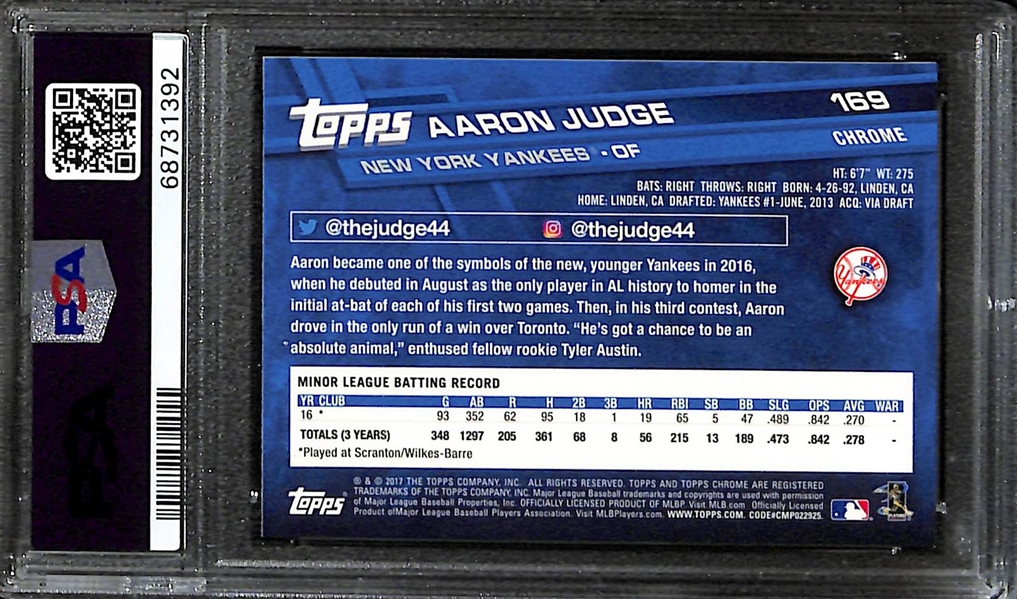 68731392
PSA
TOPPS AARON JUDGE
169
CHROME
NEW YORK YANKEES • OF
HT: 6'7" WT: 275
BATS: RIGHT THROWS: RIGHT BORN: 4-26-92, LINDEN, CA
HOME: LINDEN, CA DRAFTED: YANKEES #1-JUNE, 2013 ACQ: VIA DRAFT
@thejudge44 @thejudge44
Aaron became one of the symbols of the new, younger Yankees in 2016,
when he debuted in August as the only player in AL history to homer in the
initial at-bat of each of his first two games. Then, in his third contest, Aaron
drove in the only run of a win over Toronto. “He's got a chance to be an
absolute animal,” enthused fellow rookie Tyler Austin.
Yankees
MINOR LEAGUE BATTING RECORD
YR CLUB G AB R H 2B 3B HR RBI SB BB SLG OPS AVG WAR
16 * 93 352 62 95 18 1 19 65 5 47 .489 .842 .270 -
TOTALS (3 YEARS) 348 1297 205 361 68 8 56 215 13 189 .473 .842 .278 -
*Played at Scranton/Wilkes-Barre
TOPPS
® & © 2017 THE TOPPS COMPANY, INC. ALL RIGHTS RESERVED. TOPPS AND TOPPS CHROME ARE REGISTERED
TRADEMARKS OF THE TOPPS COMPANY, INC. Major League Baseball trademarks and copyrights are used with permission
of Major League Baseball Properties, Inc. OFFICIALLY LICENSED PRODUCT OF MLBP Visit MLB.com Officially Licensed
Product ofMajor League Baseball Players Association. Visit MLBPlayers.com. WWW.TOPPS.COM. CODE#CMP022925.